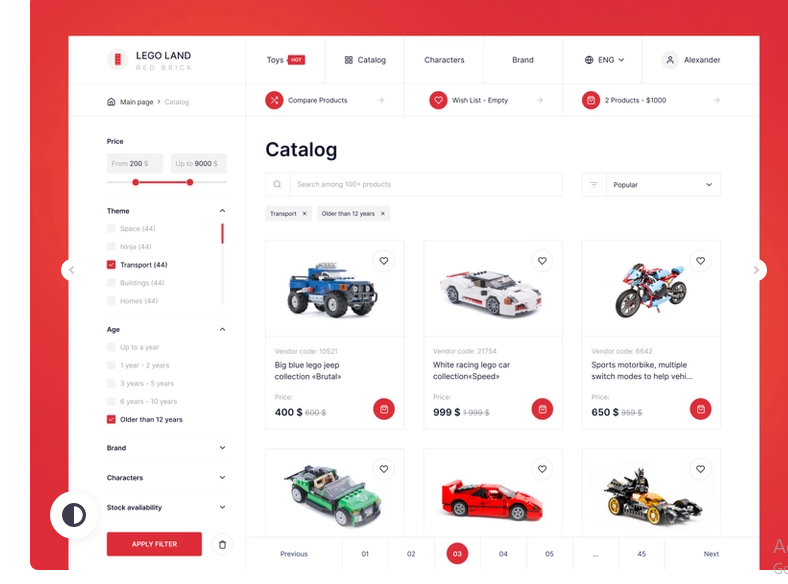 LEGO LAND
RED BRICK
Toys HOT
Catalog
Characters
Brand
ENG
Alexander
Main page > Catalog
Compare Products
Wish List - Empty
2 Products - $1000
Price
From 200 $
Up to 9000 $
Theme
Space (44)
Ninja (44)
Transport (44)
Buildings (44)
Homes (44)
Age
Up to a year
1 year - 2 years
3 years - 5 years
6 years - 10 years
Older than 12 years
Brand
Characters
Stock availability
APPLY FILTER
Catalog
Search among 100+ products
Popular
Transport ×
Older than 12 years ×
Vendor code: 10521
Big blue lego jeep
collection «Brutal»
Price:
400 $ 600 $
Vendor code: 21754
White racing lego car
collection«Speed»
Price:
999 $ 1 999 $
Vendor code: 6642
Sports motorbike, multiple
switch modes to help vehi...
Price:
650 $ 959 $
Previous
01
02
03
04
05
...
45
Next